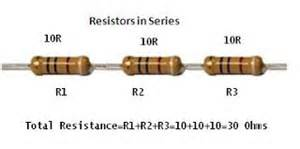 Resistors in Series
10R 10R 10R
R1 R2 R3
Total Resistance=R1+R2+R3=10+10+10=30 Ohms